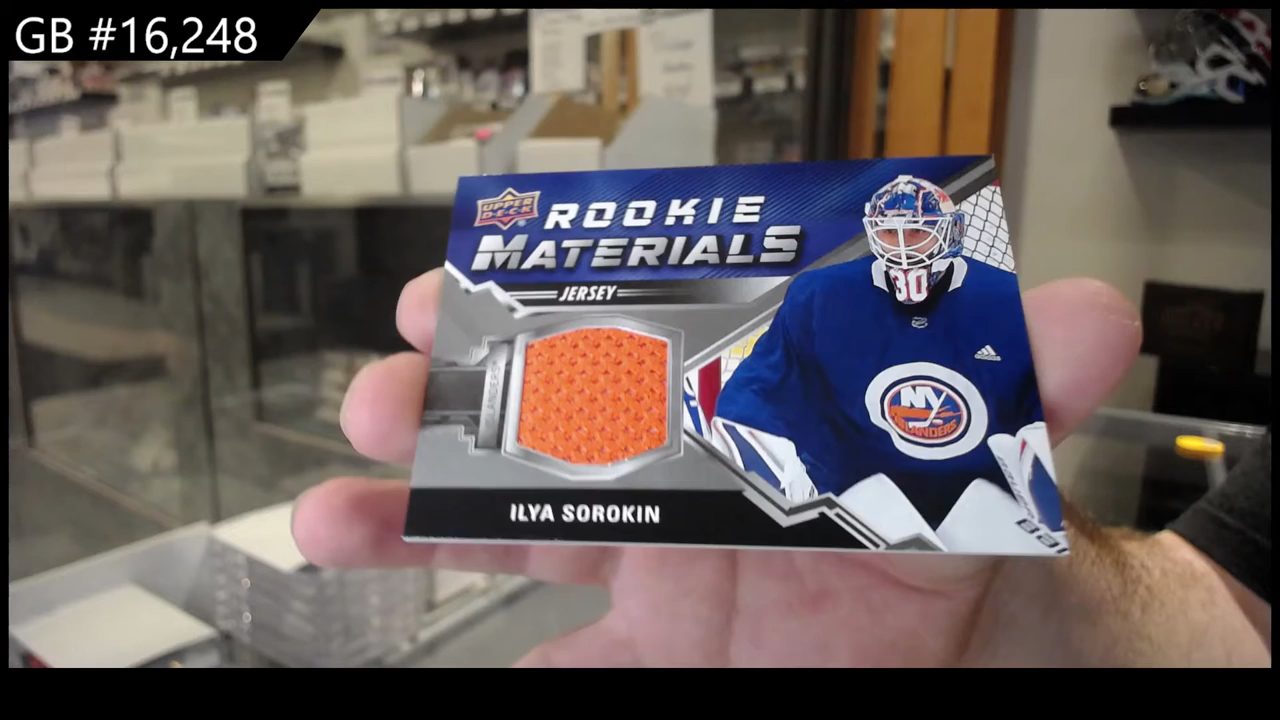 GB #16,248
UPPER
DECK
ROOKIE
MATERIALS
JERSEY
30
NY
ISLANDERS
ILYA SOROKIN